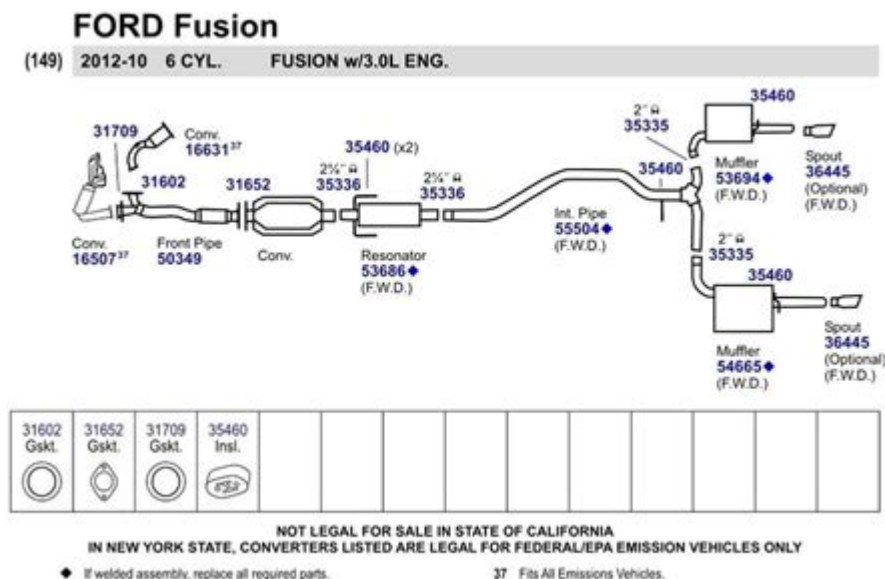 FORD Fusion
(149) 2012-10 6 CYL. FUSION w/3.0L ENG.
31709
Conv.
16631³⁷
31602
31652
2¼"
35336
35460 (x2)
2¼"
35336
35460
2"
35335
35460
Muffler
53694◆
(F.W.D.)
Spout
36445
(Optional)
(F.W.D.)
Conv.
16507³⁷
Front Pipe
50349
Conv.
Resonator
53686◆
(F.W.D.)
Int. Pipe
55504◆
(F.W.D.)
2"
35335
35460
Muffler
54665◆
(F.W.D.)
Spout
36445
(Optional)
(F.W.D.)
31602 31652 31709 35460
Gskt. Gskt. Gskt. Insl.
NOT LEGAL FOR SALE IN STATE OF CALIFORNIA
IN NEW YORK STATE, CONVERTERS LISTED ARE LEGAL FOR FEDERAL/EPA EMISSION VEHICLES ONLY
◆ If welded assembly, replace all required parts. 37 Fits All Emissions Vehicles.